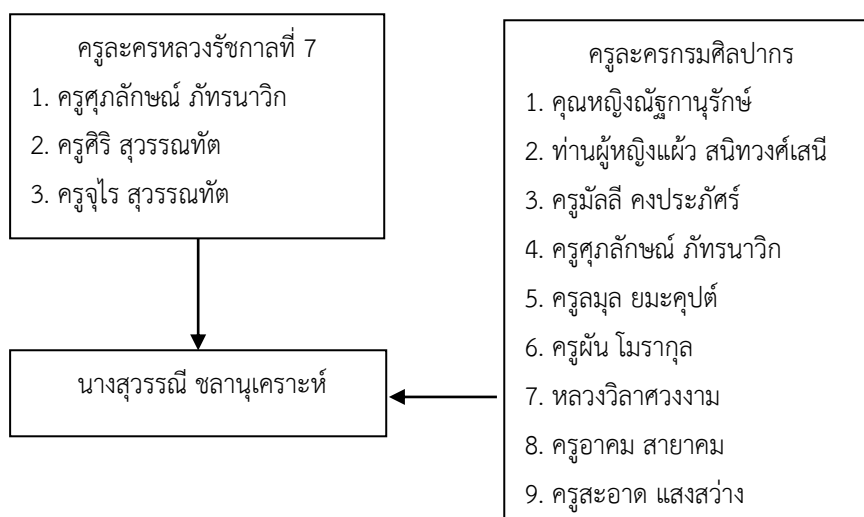 ครูละครหลวงรัชกาลที่ 7
1. ครูศุภลักษณ์ ภัทรนาวิก
2. ครูศิริ สุวรรณทัต
3. ครูจุไร สุวรรณทัต
ครูละครกรมศิลปากร
1. คุณหญิงณัฐกานุรักษ์
2. ท่านผู้หญิงแผ้ว สนิทวงศ์เสนี
3. ครูมัลลี คงประภัศร์
4. ครูศุภลักษณ์ ภัทรนาวิก
5. ครูลมุล ยมะคุปต์
6. ครูผัน โมรากุล
7. หลวงวิลาศวงงาม
8. ครูอาคม สายาคม
9. ครูสะอาด แสงสว่าง
นางสุวรรณี ชลานุเคราะห์